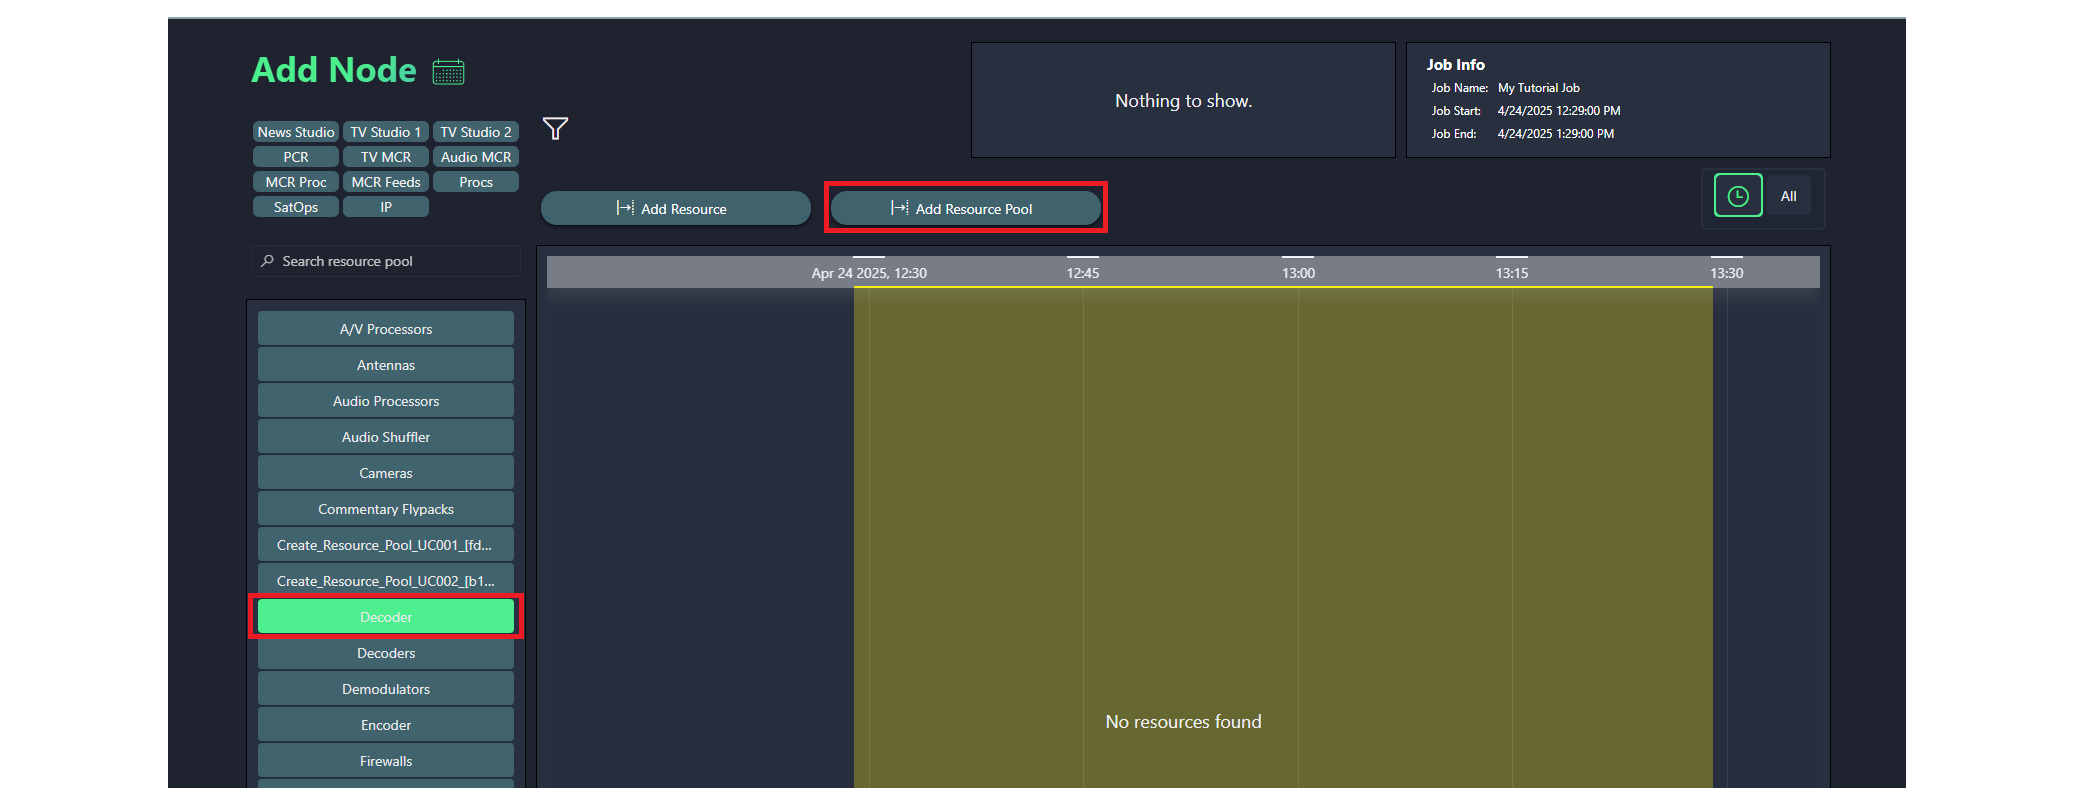 Add Node
Nothing to show.
Job Info
Job Name: My Tutorial Job
Job Start: 4/24/2025 12:29:00 PM
Job End: 4/24/2025 1:29:00 PM
News Studio TV Studio 1 TV Studio 2
PCR TV MCR Audio MCR
MCR Proc MCR Feeds Procs
SatOps IP
Add Resource Add Resource Pool
All
Search resource pool
Apr 24 2025, 12:30 12:45 13:00 13:15 13:30
A/V Processors
Antennas
Audio Processors
Audio Shuffler
Cameras
Commentary Flypacks
Create_Resource_Pool_UC001_[fd...
Create_Resource_Pool_UC002_[b1...
Decoder
Decoders
Demodulators
Encoder
Firewalls
No resources found